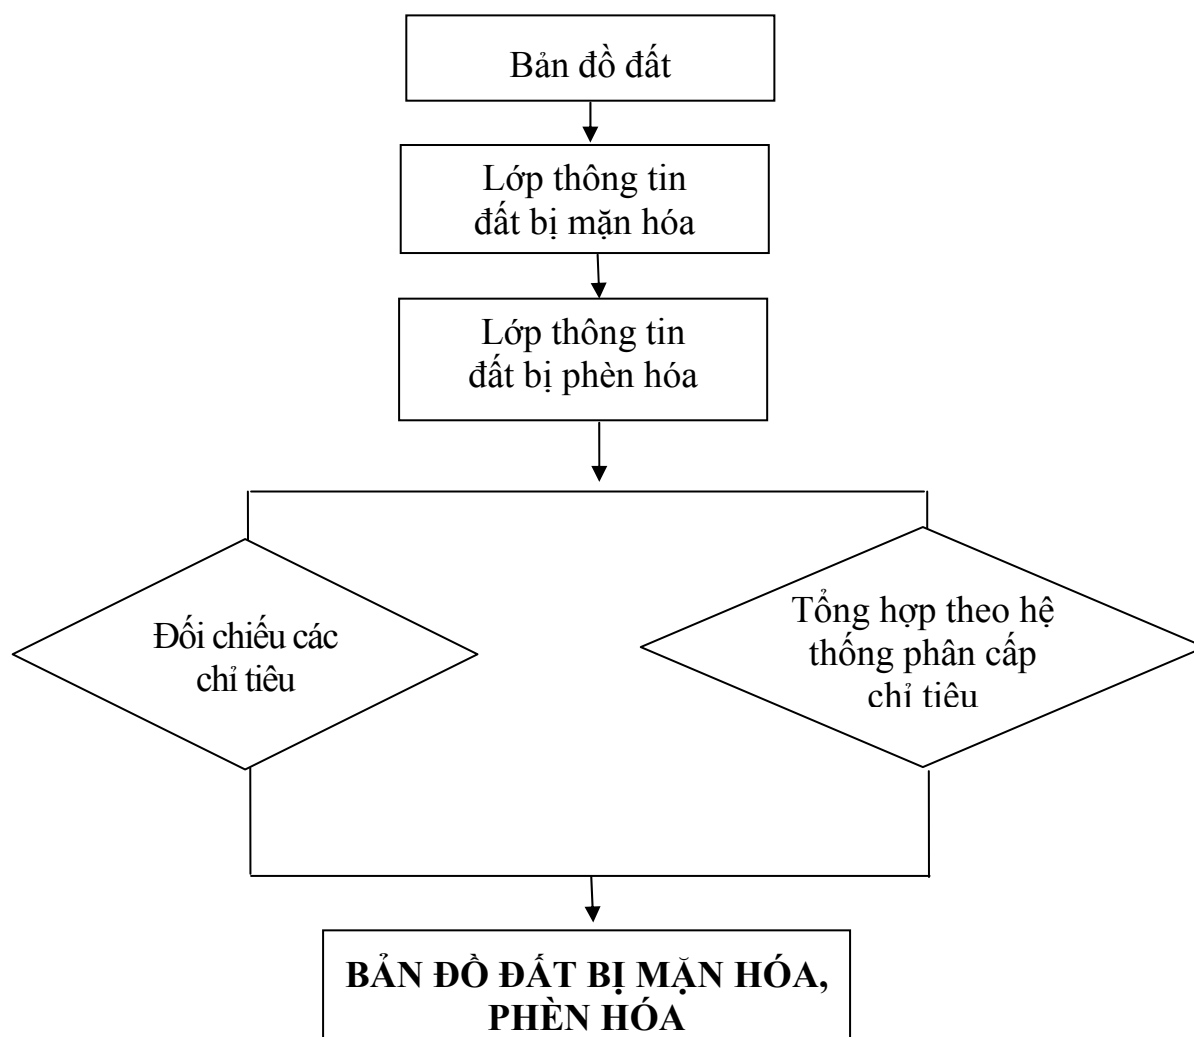 Bản đồ đất
Lớp thông tin
đất bị mặn hóa
Lớp thông tin
đất bị phèn hóa
Đối chiếu các
chỉ tiêu
Tổng hợp theo hệ
thống phân cấp
chỉ tiêu
BẢN ĐỒ ĐẤT BỊ MẶN HÓA,
PHÈN HÓA